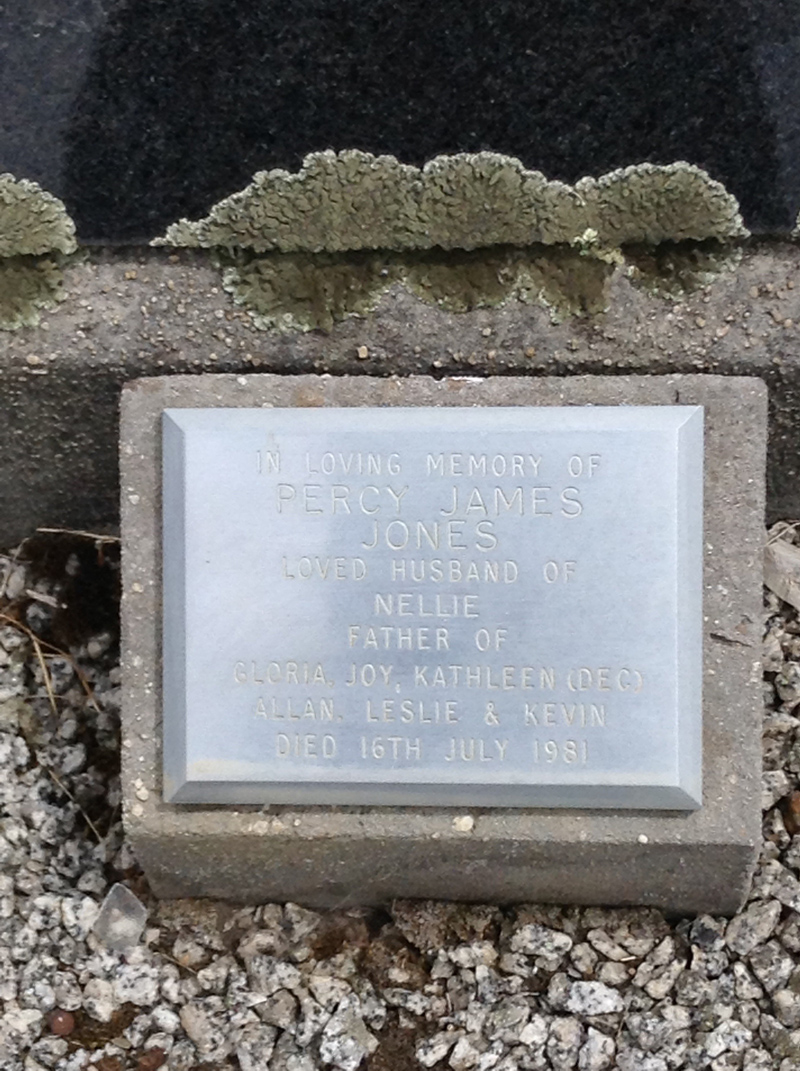 IN LOVING MEMORY OF
PERCY JAMES
JONES
LOVED HUSBAND OF
NELLIE
FATHER OF
GLORIA, JOY, KATHLEEN (DEC)
ALLAN, LESLIE & KEVIN
DIED 16TH JULY 1981